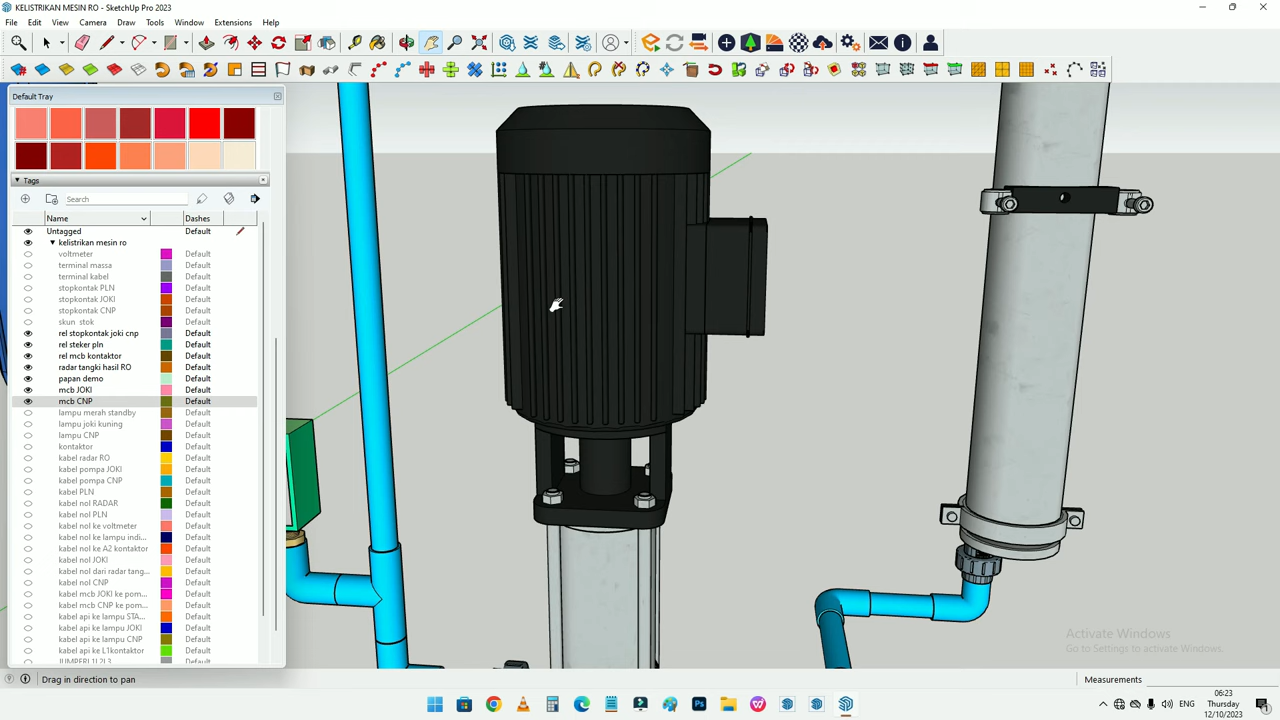 KELISTRIKAN MESIN RO - SketchUp Pro 2023
File Edit View Camera Draw Tools Window Extensions Help
Default Tray
Tags
Search
Name Dashes
Untagged Default
kelistrikan mesin ro
voltmeter Default
terminal massa Default
terminal kabel Default
stopkontak PLN Default
stopkontak JOKI Default
stopkontak CNP Default
skun stok Default
rel stopkontak joki cnp Default
rel steker pln Default
rel mcb kontaktor Default
radar tangki hasil RO Default
papan demo Default
mcb JOKI Default
mcb CNP Default
lampu merah standby Default
lampu joki kuning Default
lampu CNP Default
kontaktor Default
kabel radar RO Default
kabel pompa JOKI Default
kabel pompa CNP Default
kabel PLN Default
kabel nol RADAR Default
kabel nol PLN Default
kabel nol ke voltmeter Default
kabel nol ke lampu indi... Default
kabel nol ke A2 kontaktor Default
kabel nol JOKI Default
kabel nol dari radar tang... Default
kabel nol CNP Default
kabel mcb JOKI ke pom... Default
kabel mcb CNP ke pom... Default
kabel api ke lampu STA... Default
kabel api ke lampu JOKI Default
kabel api ke lampu CNP Default
kabel api ke L1kontaktor Default
JUMPERL1L2L3 Default
Activate Windows
Go to Settings to activate Windows.
Drag in direction to pan
Measurements
ENG
06:23
Thursday
12/10/2023